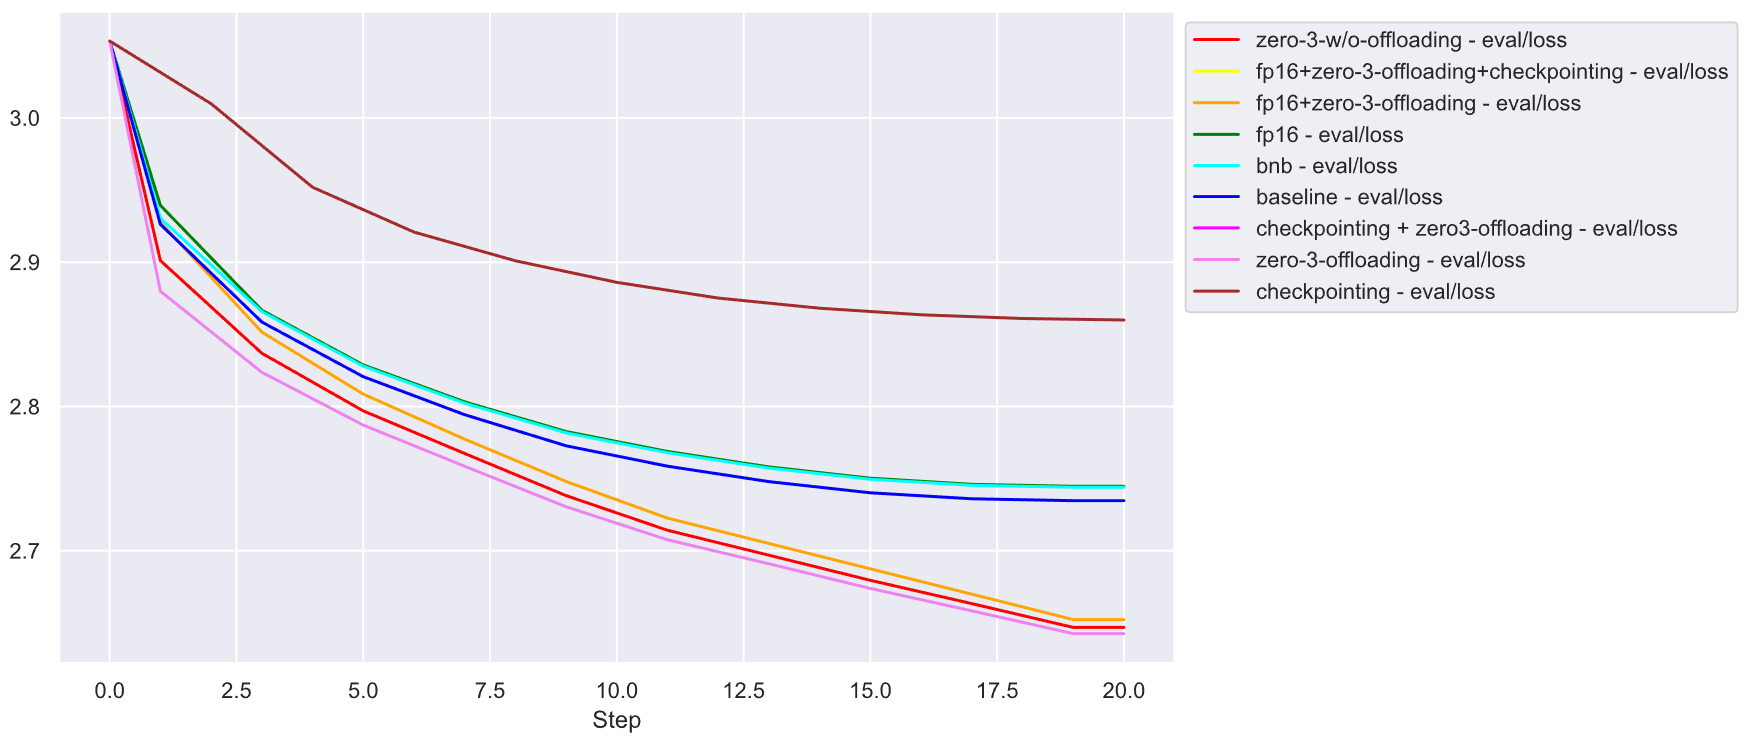 3.0
2.9
2.8
2.7
0.0 2.5 5.0 7.5 10.0 12.5 15.0 17.5 20.0
Step
zero-3-w/o-offloading - eval/loss
fp16+zero-3-offloading+checkpointing - eval/loss
fp16+zero-3-offloading - eval/loss
fp16 - eval/loss
bnb - eval/loss
baseline - eval/loss
checkpointing + zero3-offloading - eval/loss
zero-3-offloading - eval/loss
checkpointing - eval/loss